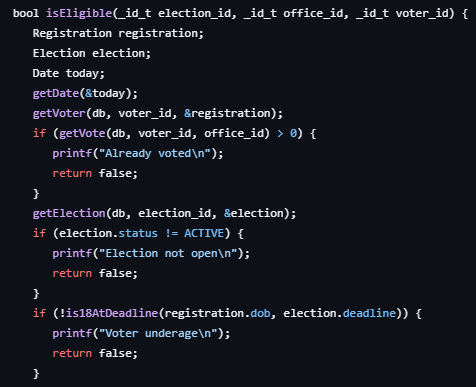 bool isEligible(_id_t election_id, _id_t office_id, _id_t voter_id) {
   Registration registration;
   Election election;
   Date today;
   getDate(&today);
   getVoter(db, voter_id, &registration);
   if (getVote(db, voter_id, office_id) > 0) {
      printf("Already voted\n");
      return false;
   }
   getElection(db, election_id, &election);
   if (election.status != ACTIVE) {
      printf("Election not open\n");
      return false;
   }
   if (!is18AtDeadline(registration.dob, election.deadline)) {
      printf("Voter underage\n");
      return false;
   }